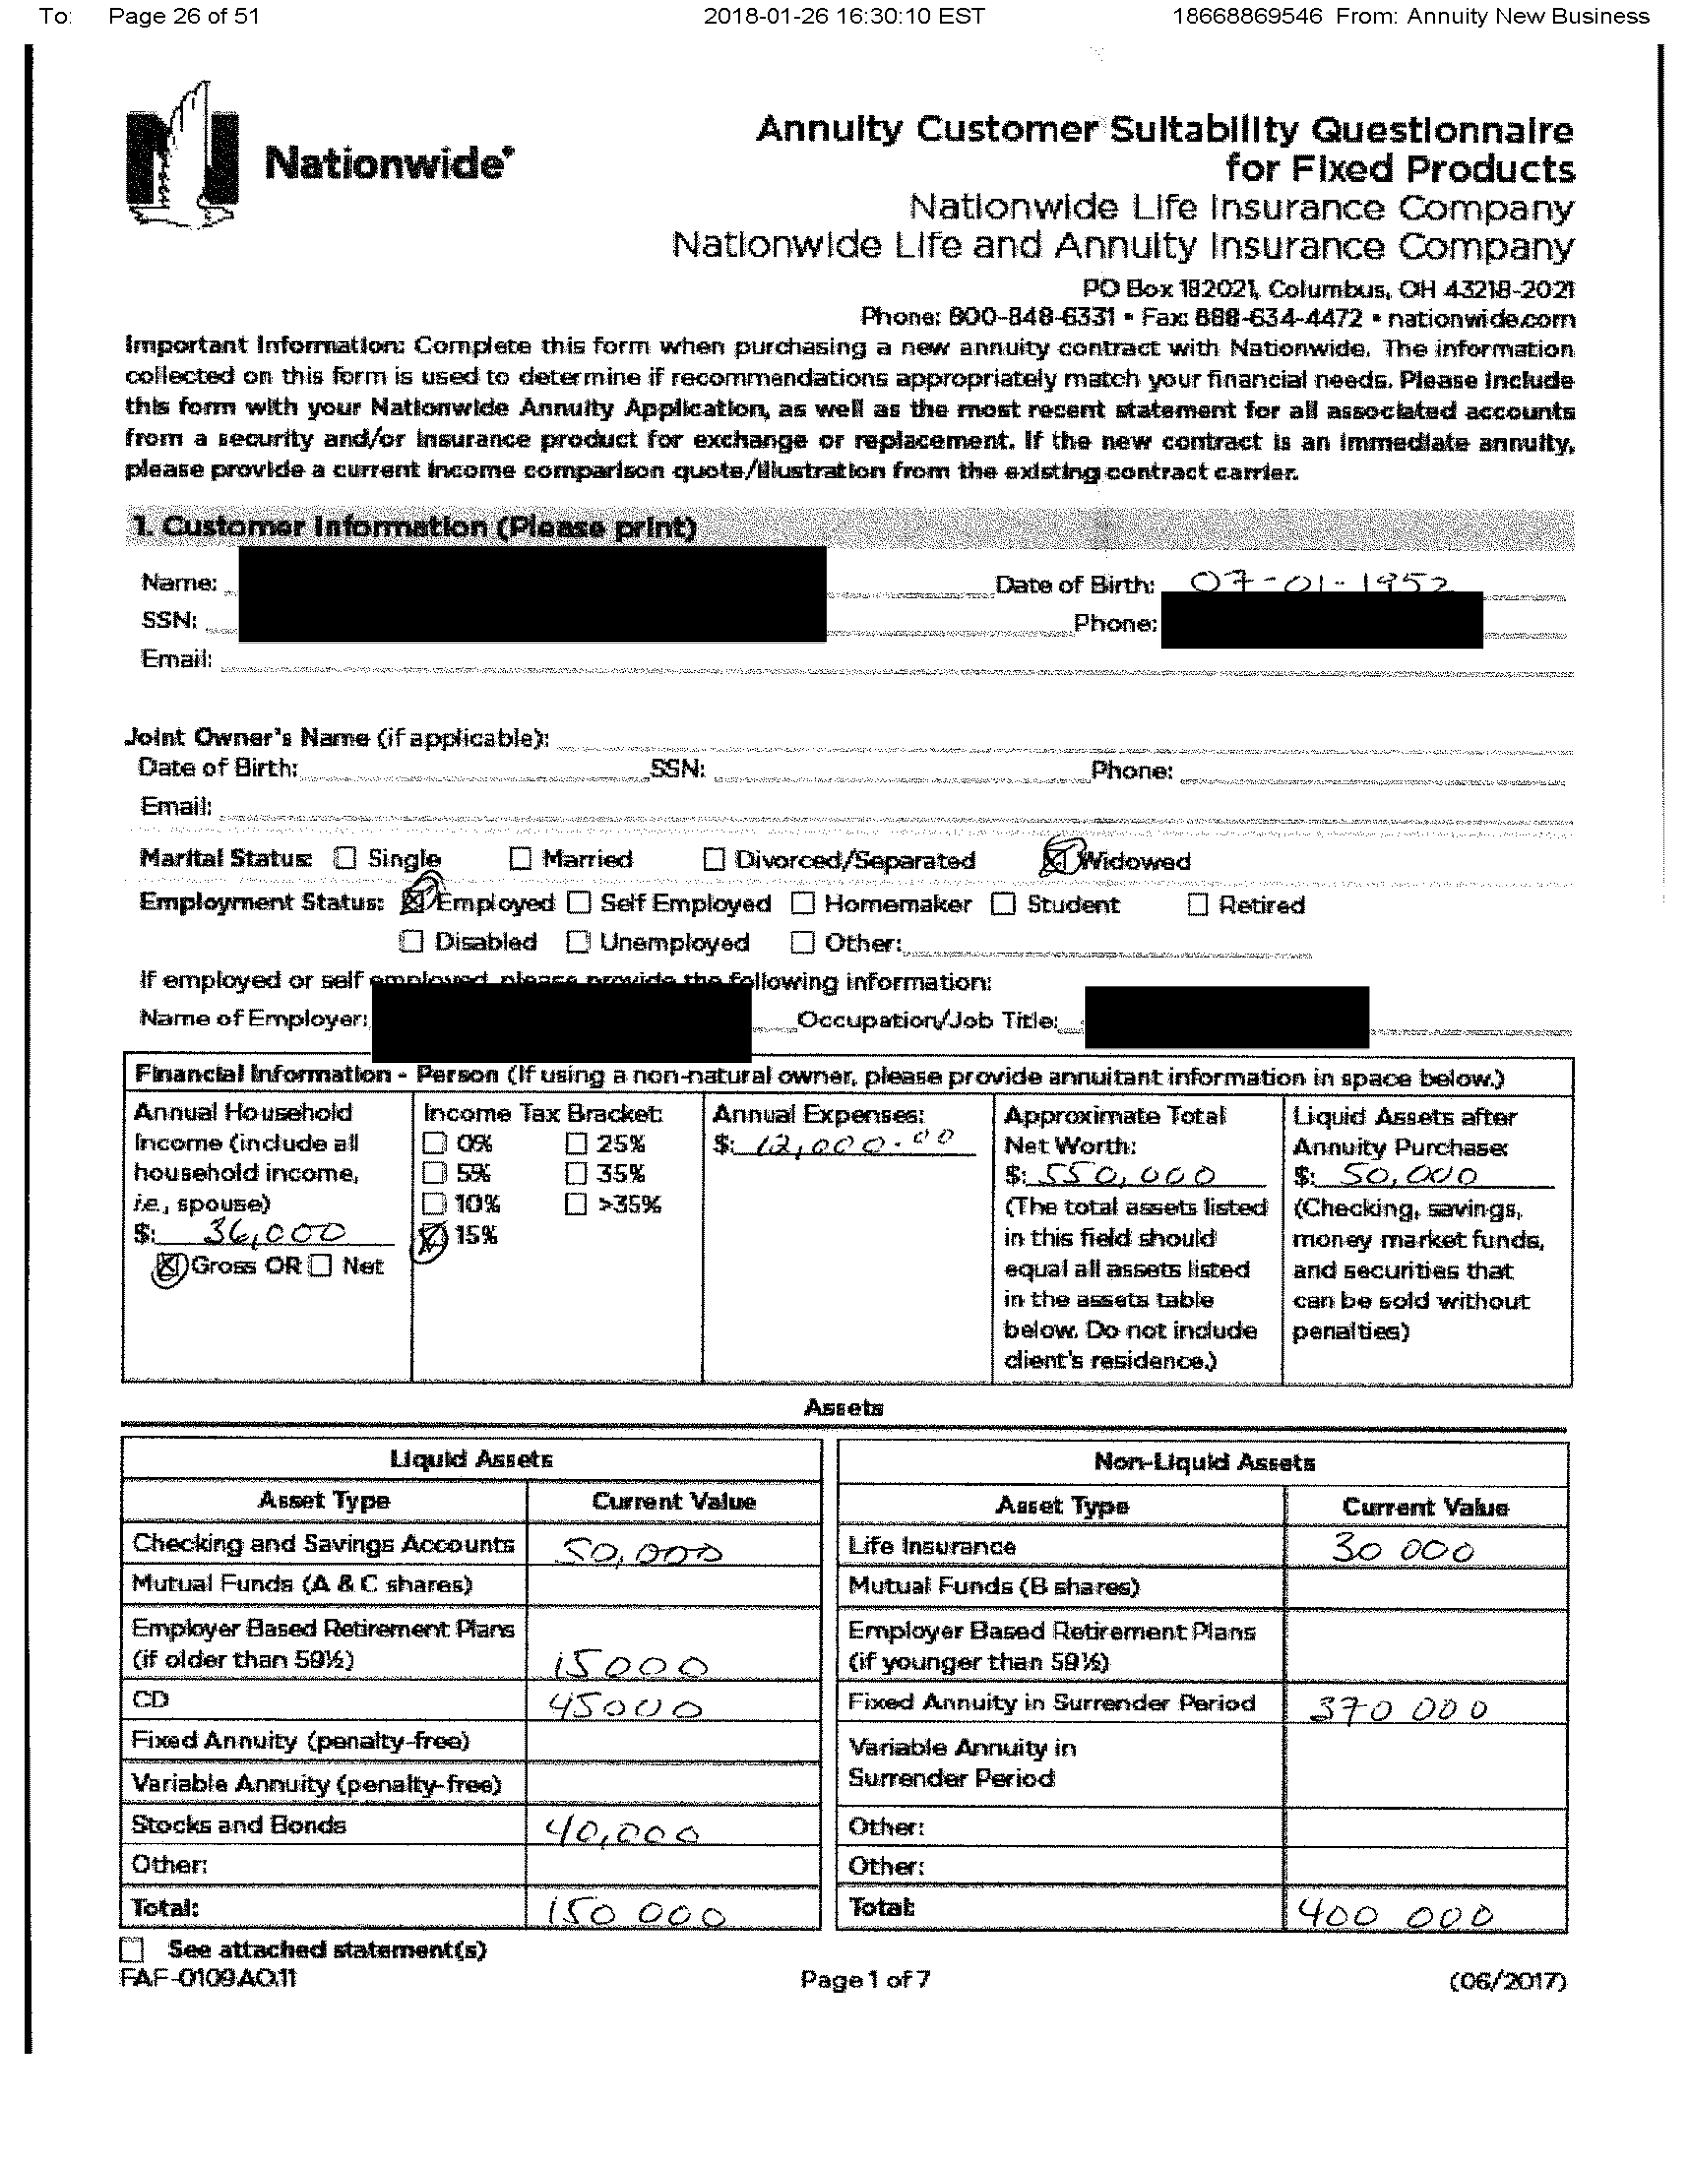 To: Page 26 of 51 2018-01-26 16:30:10 EST 18668869546 From: Annuity New Business
Nationwide®
Annuity Customer Suitability Questionnaire
for Fixed Products
Nationwide Life Insurance Company
Nationwide Life and Annuity Insurance Company
PO Box 182021, Columbus, OH 43218-2021
Phone: 800-848-6331 • Fax: 888-634-4472 • nationwide.com
Important Information: Complete this form when purchasing a new annuity contract with Nationwide. The information
collected on this form is used to determine if recommendations appropriately match your financial needs. Please include
this form with your Nationwide Annuity Application, as well as the most recent statement for all associated accounts
from a security and/or insurance product for exchange or replacement. If the new contract is an immediate annuity,
please provide a current income comparison quote/illustration from the existing contract carrier.
1. Customer Information (Please print)
Name: Date of Birth: 07-01-1952
SSN: Phone:
Email:
Joint Owner's Name (if applicable):
Date of Birth: SSN: Phone:
Email:
Marital Status: Single Married Divorced/Separated Widowed
Employment Status: Employed Self Employed Homemaker Student Retired
Disabled Unemployed Other:
If employed or self employed, please provide the following information:
Name of Employer: Occupation/Job Title:
Financial Information - Person (If using a non-natural owner, please provide annuitant information in space below.)
Annual Household
Income (include all
household income,
i.e., spouse)
$: 36,000
Gross OR Net
Income Tax Bracket:
0% 25%
5% 35%
10% >35%
15%
Annual Expenses:
$: 12,000.00
Approximate Total
Net Worth:
$: 550,000
(The total assets listed
in this field should
equal all assets listed
in the assets table
below. Do not include
client's residence.)
Liquid Assets after
Annuity Purchase:
$: 50,000
(Checking, savings,
money market funds,
and securities that
can be sold without
penalties)
Assets
Liquid Assets
Asset Type Current Value
Checking and Savings Accounts 50,000
Mutual Funds (A & C shares)
Employer Based Retirement Plans
(if older than 59½) 15000
CD 45000
Fixed Annuity (penalty-free)
Variable Annuity (penalty-free)
Stocks and Bonds 40,000
Other:
Total: 150 000
Non-Liquid Assets
Asset Type Current Value
Life Insurance 30 000
Mutual Funds (B shares)
Employer Based Retirement Plans
(if younger than 59½)
Fixed Annuity in Surrender Period 370 000
Variable Annuity in
Surrender Period
Other:
Other:
Total: 400 000
See attached statement(s)
FAF-0109AO.11 Page 1 of 7 (06/2017)